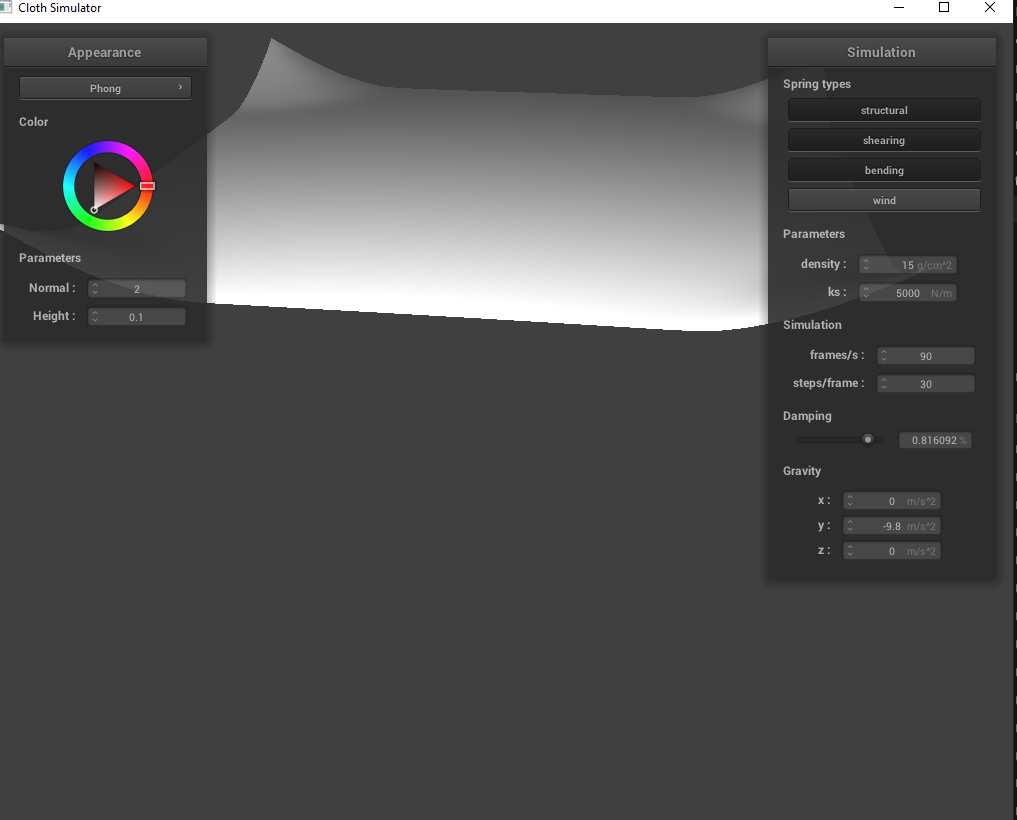 Cloth Simulator
Appearance
Phong
Color
Parameters
Normal : 2
Height : 0.1
Simulation
Spring types
structural
shearing
bending
wind
Parameters
density : 15 g/cm^2
ks : 5000 N/m
Simulation
frames/s : 90
steps/frame : 30
Damping
0.816092 %
Gravity
x : 0 m/s^2
y : -9.8 m/s^2
z : 0 m/s^2